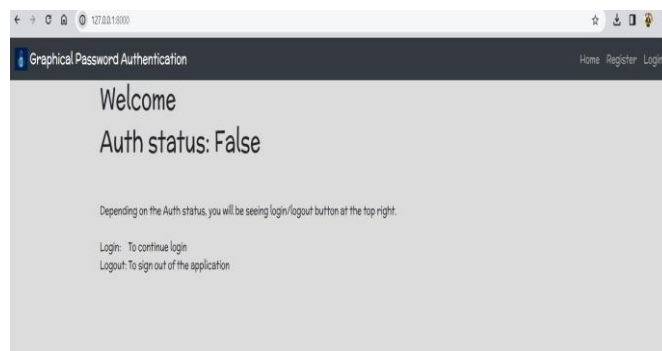 127.0.0.1:8000
Graphical Password Authentication
Home Register Login
Welcome
Auth status: False
Depending on the Auth status, you will be seeing login/logout button at the top right.
Login: To continue login
Logout: To sign out of the application